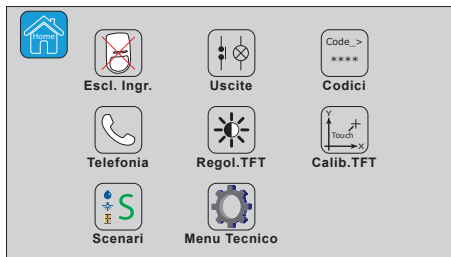 Home
Code_>
****
Escl. Ingr.
Uscite
Codici
Y
Touch
X
Telefonia
Regol.TFT
Calib.TFT
S
Scenari
Menu Tecnico